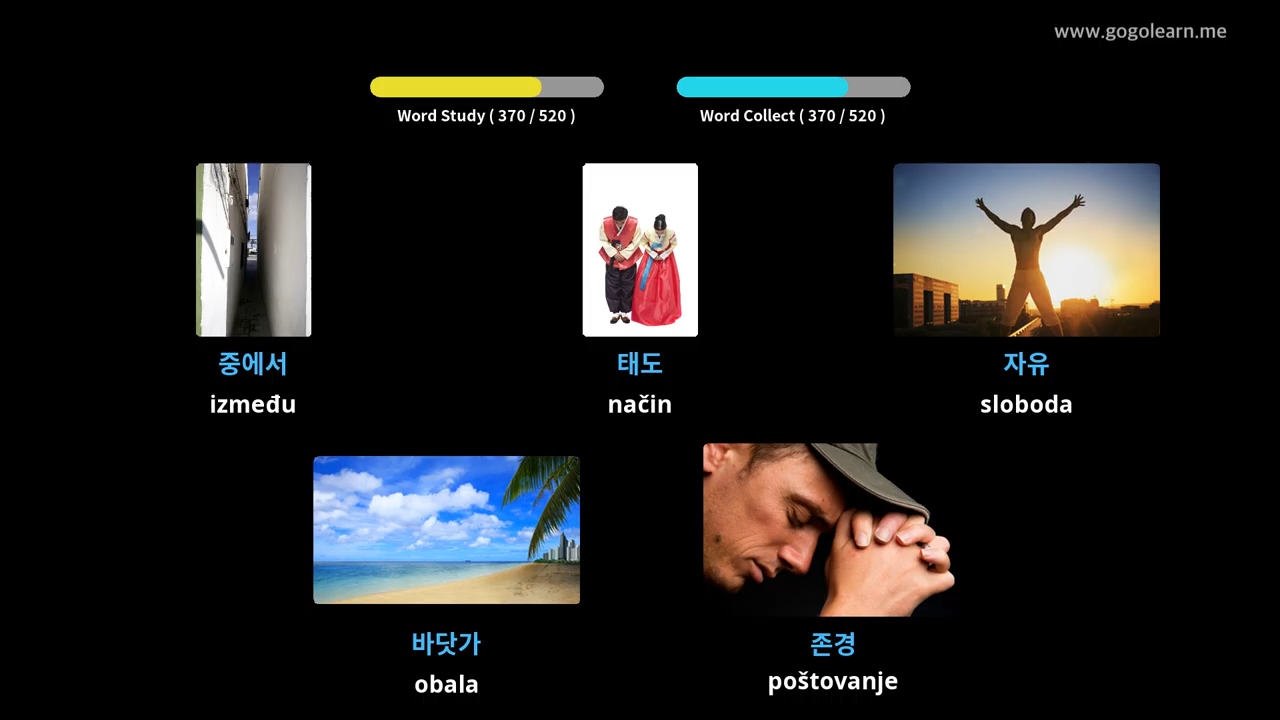 www.gogolearn.me
Word Study ( 370 / 520 )
Word Collect ( 370 / 520 )
중에서
između
태도
način
자유
sloboda
바닷가
obala
존경
poštovanje